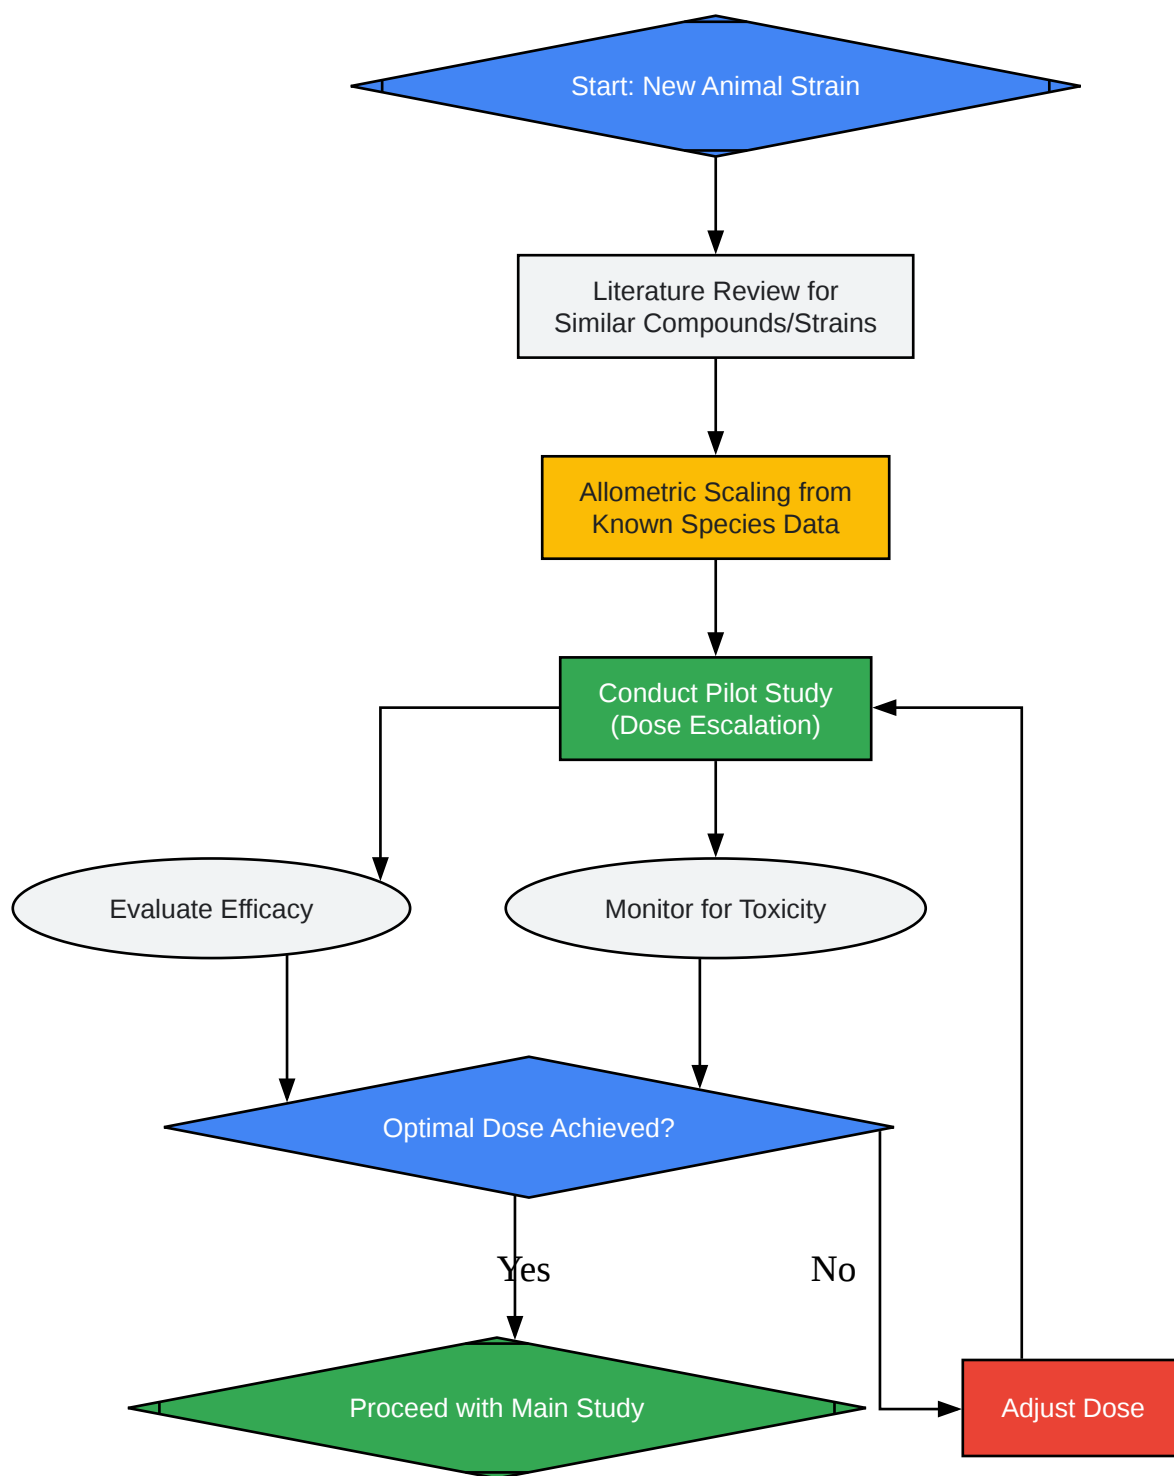 Start: New Animal Strain
Literature Review for
Similar Compounds/Strains
Allometric Scaling from
Known Species Data
Conduct Pilot Study
(Dose Escalation)
Evaluate Efficacy
Monitor for Toxicity
Optimal Dose Achieved?
Yes
No
Proceed with Main Study
Adjust Dose